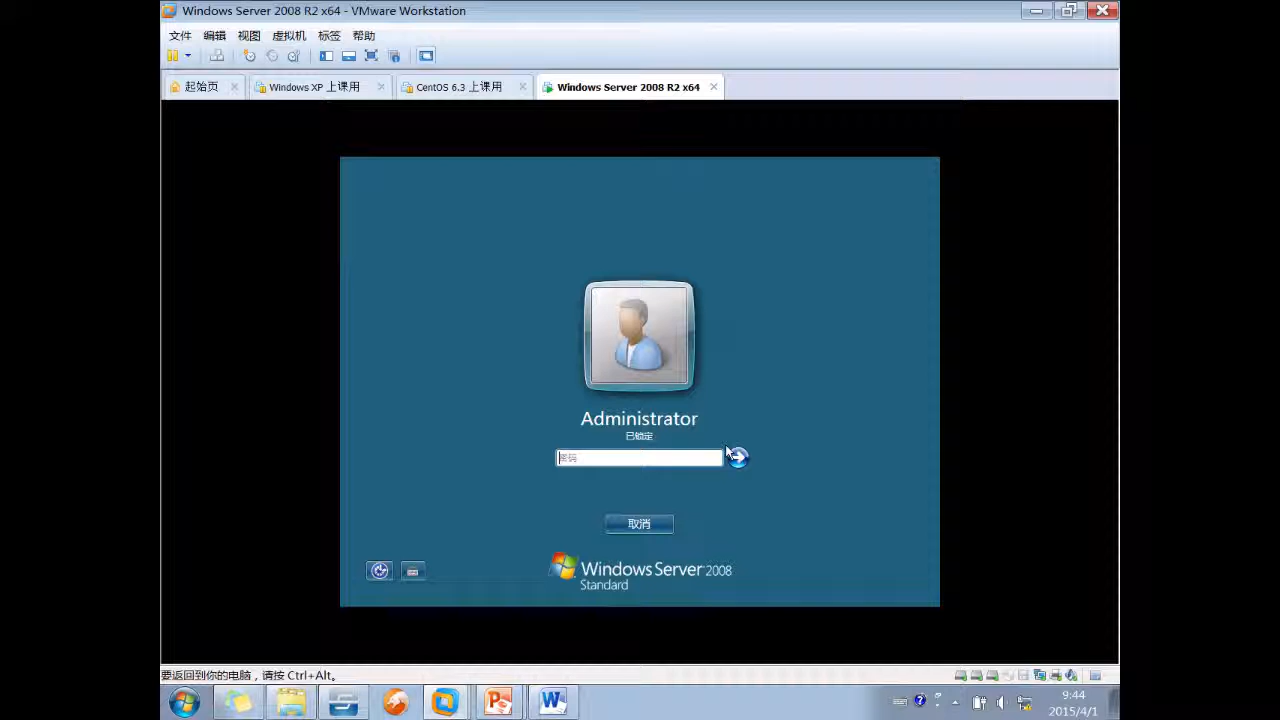 Windows Server 2008 R2 x64 - VMware Workstation
文件 编辑 视图 虚拟机 标签 帮助
起始页 Windows XP 上课用 CentOS 6.3 上课用 Windows Server 2008 R2 x64
Administrator
已锁定
密码
取消
Windows Server 2008
Standard
要返回到你的电脑，请按 Ctrl+Alt。
9:44
2015/4/1